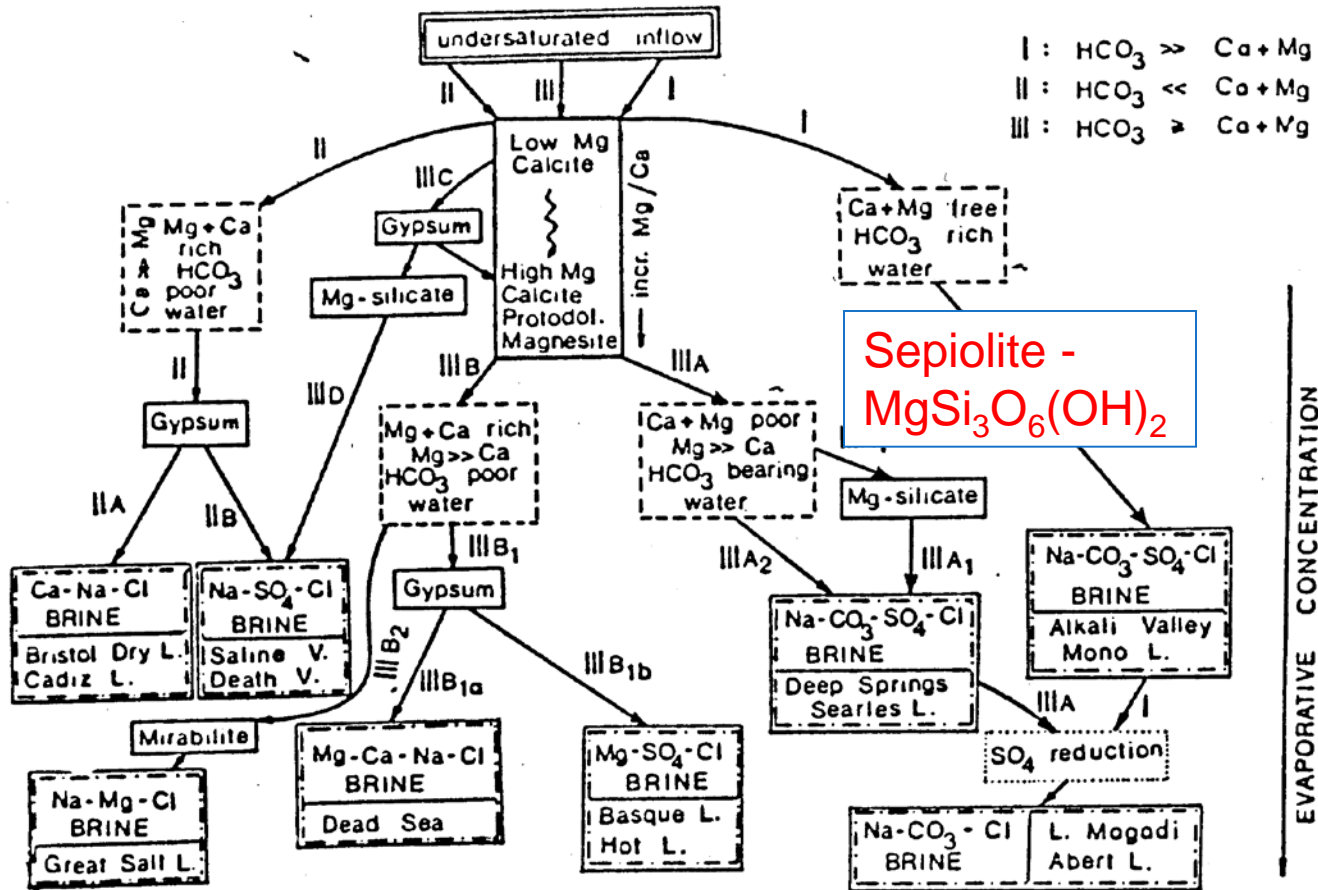 undersaturated inflow
I : HCO3 >> Ca+Mg
II : HCO3 << Ca+Mg
III : HCO3 ≥ Ca+Mg
II
III
I
II
IIIC
I
Low Mg
Calcite
High Mg
Calcite
Protodol.
Magnesite
incr. Mg/Ca
Gypsum
Mg-silicate
Mg
Ca
Mg+Ca
rich
HCO3
poor
water
Ca+Mg free
HCO3 rich
water
Sepiolite -
MgSi3O6(OH)2
II
IIID
IIIB
IIIA
Gypsum
Mg+Ca rich
Mg>>Ca
HCO3 poor
water
Ca+Mg poor
Mg>>Ca
HCO3 bearing
water
Mg-silicate
IIA
IIB
IIIB1
IIIA2
IIIA1
Gypsum
Ca-Na-Cl
BRINE
Bristol Dry L.
Cadiz L.
Na-SO4-Cl
BRINE
Saline V.
Death V.
IIIB2
IIIB1a
IIIB1b
Na-CO3-SO4-Cl
BRINE
Deep Springs
Searles L.
Na-CO3-SO4-Cl
BRINE
Alkali Valley
Mono L.
IIIA
I
Mirabilite
SO4 reduction
Na-Mg-Cl
BRINE
Great Salt L.
Mg-Ca-Na-Cl
BRINE
Dead Sea
Mg-SO4-Cl
BRINE
Basque L.
Hot L.
Na-CO3-Cl
BRINE
L. Magadi
Abert L.
EVAPORATIVE CONCENTRATION